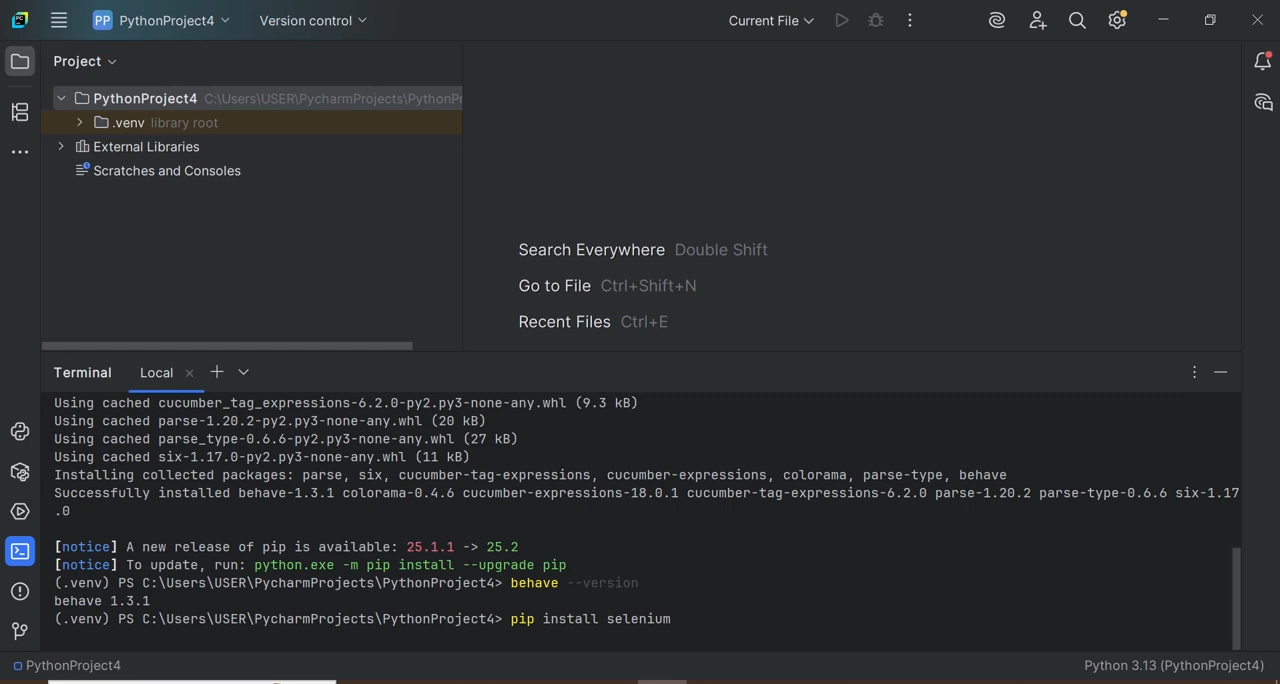 PP PythonProject4 Version control Current File
Project
PythonProject4 C:\Users\USER\PycharmProjects\PythonPr
.venv library root
External Libraries
Scratches and Consoles
Search Everywhere Double Shift
Go to File Ctrl+Shift+N
Recent Files Ctrl+E
Terminal Local
Using cached cucumber_tag_expressions-6.2.0-py2.py3-none-any.whl (9.3 kB)
Using cached parse-1.20.2-py2.py3-none-any.whl (20 kB)
Using cached parse_type-0.6.6-py2.py3-none-any.whl (27 kB)
Using cached six-1.17.0-py2.py3-none-any.whl (11 kB)
Installing collected packages: parse, six, cucumber-tag-expressions, cucumber-expressions, colorama, parse-type, behave
Successfully installed behave-1.3.1 colorama-0.4.6 cucumber-expressions-18.0.1 cucumber-tag-expressions-6.2.0 parse-1.20.2 parse-type-0.6.6 six-1.17
.0
[notice] A new release of pip is available: 25.1.1 -> 25.2
[notice] To update, run: python.exe -m pip install --upgrade pip
(.venv) PS C:\Users\USER\PycharmProjects\PythonProject4> behave --version
behave 1.3.1
(.venv) PS C:\Users\USER\PycharmProjects\PythonProject4> pip install selenium
PythonProject4 Python 3.13 (PythonProject4)